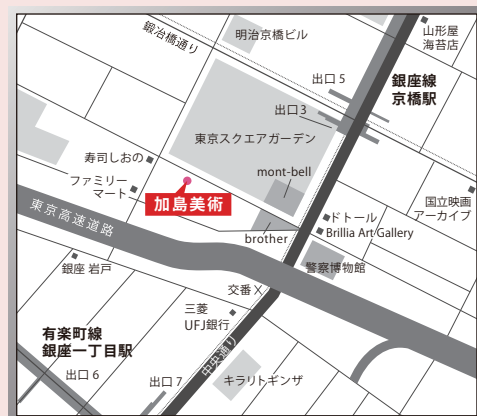 山形屋
海苔店
明治京橋ビル
鍛冶橋通り
出口 5
銀座線
京橋駅
出口3
東京スクエアガーデン
寿司しおの
mont-bell
ファミリー
マート
加島美術
国立映画
アーカイブ
東京高速道路
ドトール
Brillia Art Gallery
brother
銀座 岩戸
警察博物館
交番 X
三菱
UFJ銀行
有楽町線
銀座一丁目駅
中央通り
出口 6
出口 7
キラリトギンザ